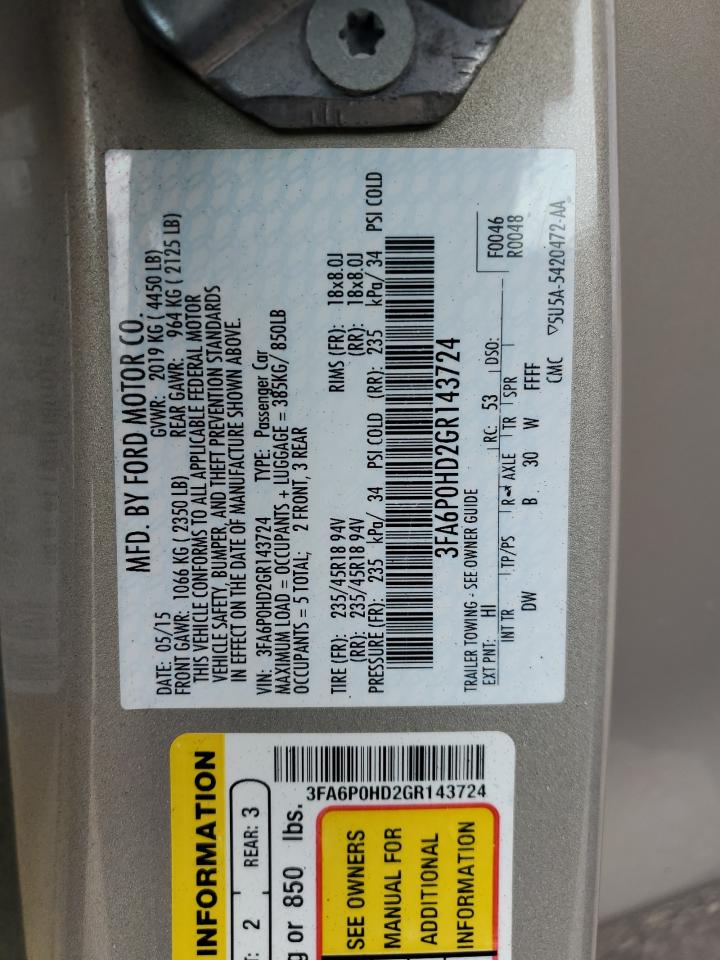 MFD. BY FORD MOTOR CO.
DATE: 05/15 GVWR: 2019 KG ( 4450 LB)
FRONT GAWR: 1066 KG ( 2350 LB) REAR GAWR: 964 KG ( 2125 LB)
THIS VEHICLE CONFORMS TO ALL APPLICABLE FEDERAL MOTOR
VEHICLE SAFETY, BUMPER, AND THEFT PREVENTION STANDARDS
IN EFFECT ON THE DATE OF MANUFACTURE SHOWN ABOVE.
VIN: 3FA6P0HD2GR143724 TYPE: Passenger Car
MAXIMUM LOAD = OCCUPANTS + LUGGAGE = 385KG/ 850LB
OCCUPANTS = 5 TOTAL; 2 FRONT, 3 REAR
TIRE (FR): 235/45R18 94V RIMS (FR): 18x8.0J
(RR): 235/45R18 94V (RR): 18x8.0J
PRESSURE (FR): 235 kPa/ 34 PSI COLD (RR): 235 kPa/ 34 PSI COLD
3FA6P0HD2GR143724
TRAILER TOWING - SEE OWNER GUIDE F0046
EXT PNT: HI RC: 53 DSO: R0048
INT TR TP/PS R AXLE TR SPR
DW B 30 W FFFF
CMC ▽5U5A-5420472-AA
INFORMATION
T: 2 REAR: 3
g or 850 lbs.
3FA6P0HD2GR143724
SEE OWNERS
MANUAL FOR
ADDITIONAL
INFORMATION